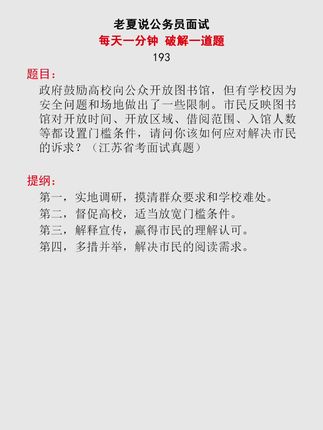 老夏说公务员面试
每天一分钟 破解一道题
193
题目：
政府鼓励高校向公众开放图书馆，但有学校因为
安全问题和场地做出了一些限制。市民反映图书
馆对开放时间、开放区域、借阅范围、入馆人数
等都设置门槛条件，请问你该如何应对解决市民
的诉求？（江苏省考面试真题）
提纲：
第一，实地调研，摸清群众要求和学校难处。
第二，督促高校，适当放宽门槛条件。
第三，解释宣传，赢得市民的理解认可。
第四，多措并举，解决市民的阅读需求。